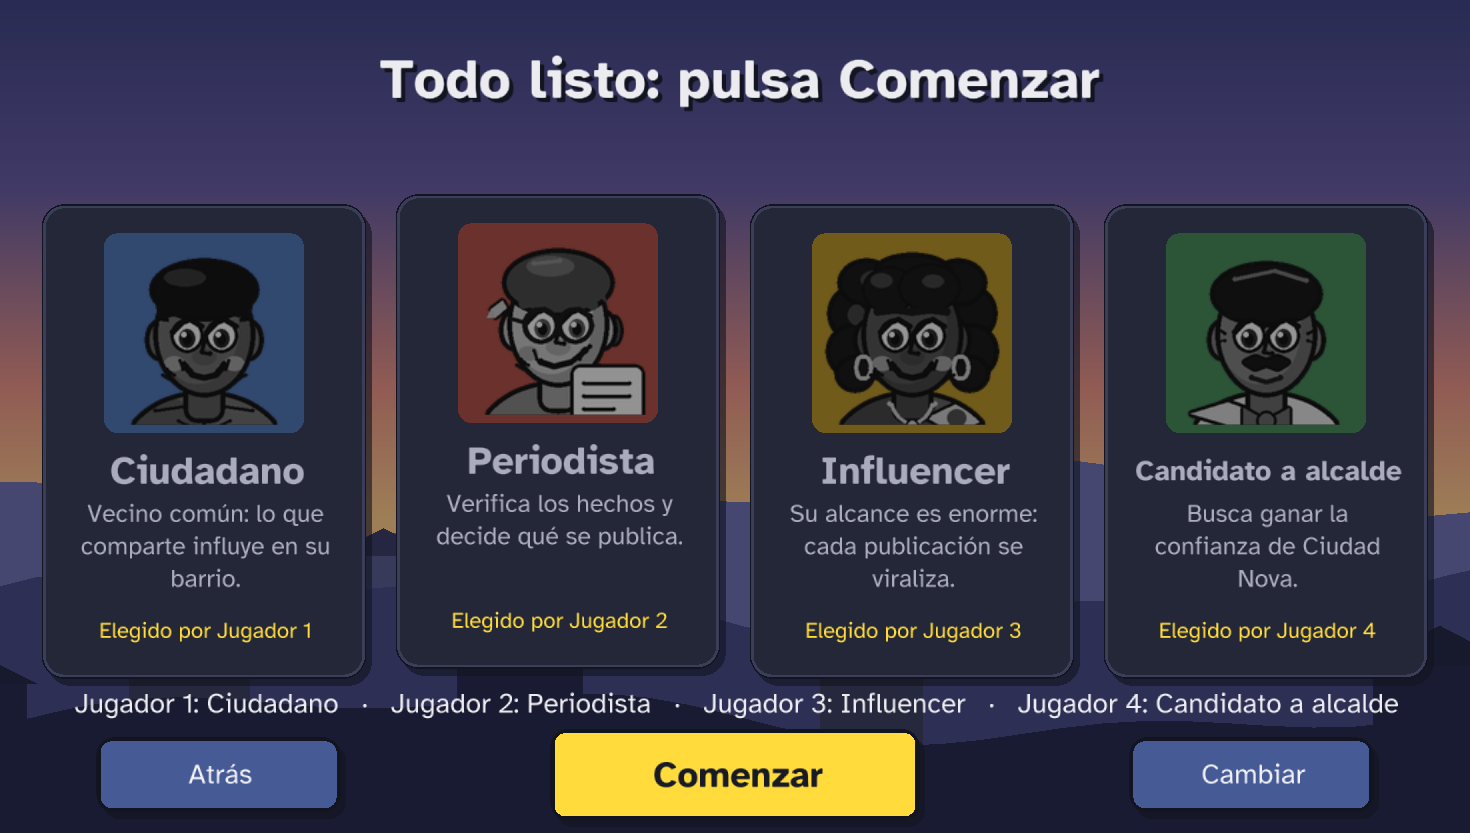 Todo listo: pulsa Comenzar
Ciudadano
Vecino común: lo que
comparte influye en su
barrio.
Elegido por Jugador 1
Periodista
Verifica los hechos y
decide qué se publica.
Elegido por Jugador 2
Influencer
Su alcance es enorme:
cada publicación se
viraliza.
Elegido por Jugador 3
Candidato a alcalde
Busca ganar la
confianza de Ciudad
Nova.
Elegido por Jugador 4
Jugador 1: Ciudadano · Jugador 2: Periodista · Jugador 3: Influencer · Jugador 4: Candidato a alcalde
Atrás
Comenzar
Cambiar